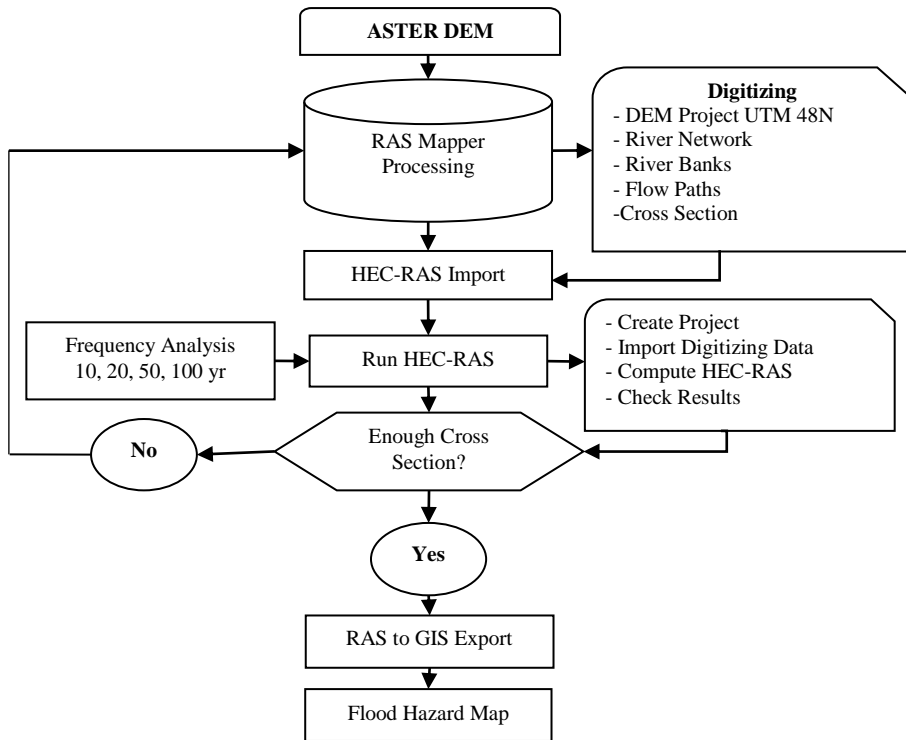 ASTER DEM
RAS Mapper
Processing
Digitizing
- DEM Project UTM 48N
- River Network
- River Banks
- Flow Paths
-Cross Section
HEC-RAS Import
Frequency Analysis
10, 20, 50, 100 yr
Run HEC-RAS
- Create Project
- Import Digitizing Data
- Compute HEC-RAS
- Check Results
Enough Cross
Section?
No
Yes
RAS to GIS Export
Flood Hazard Map